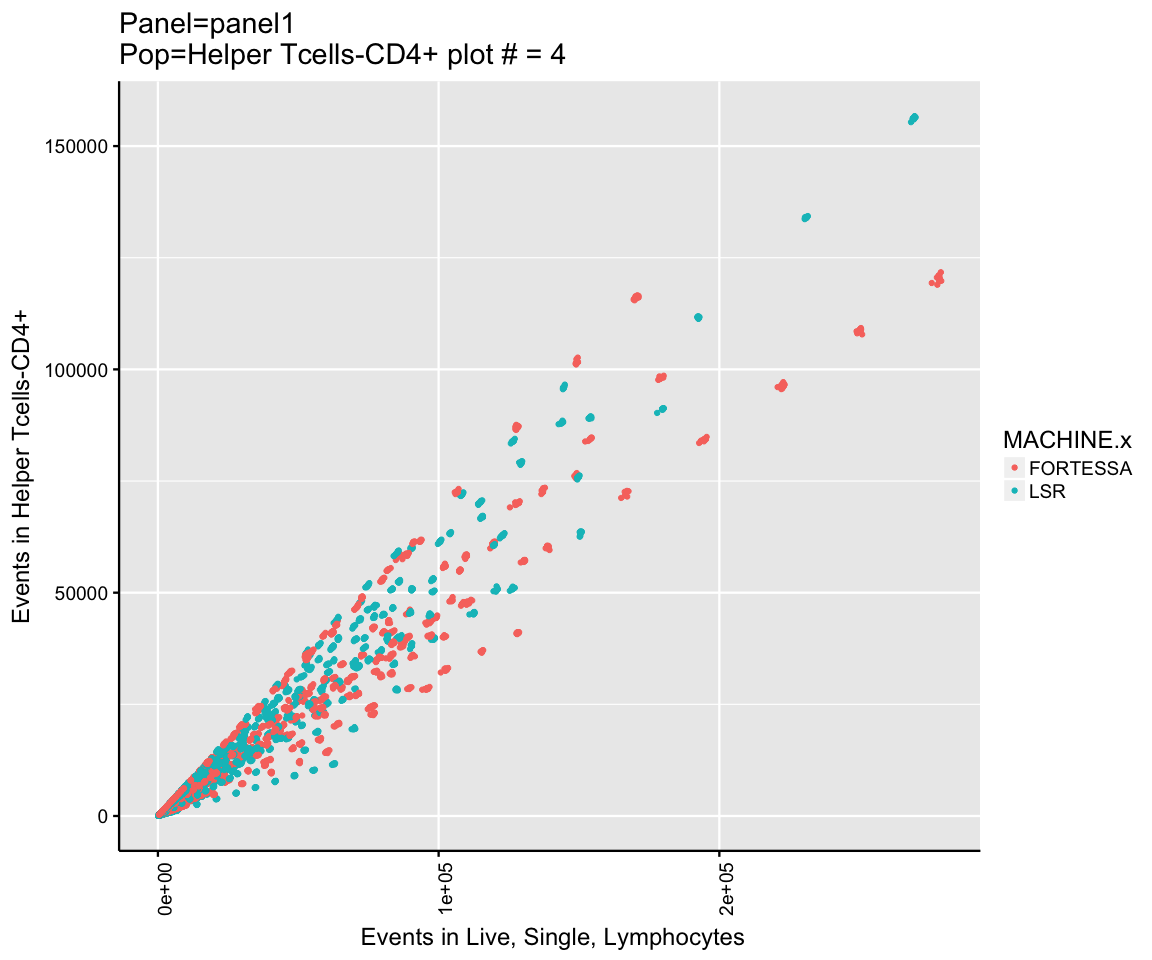 Panel=panel1
Pop=Helper Tcells-CD4+ plot # = 4
150000
100000
50000
0
Events in Helper Tcells-CD4+
0e+00
1e+05
2e+05
Events in Live, Single, Lymphocytes
MACHINE.x
FORTESSA
LSR